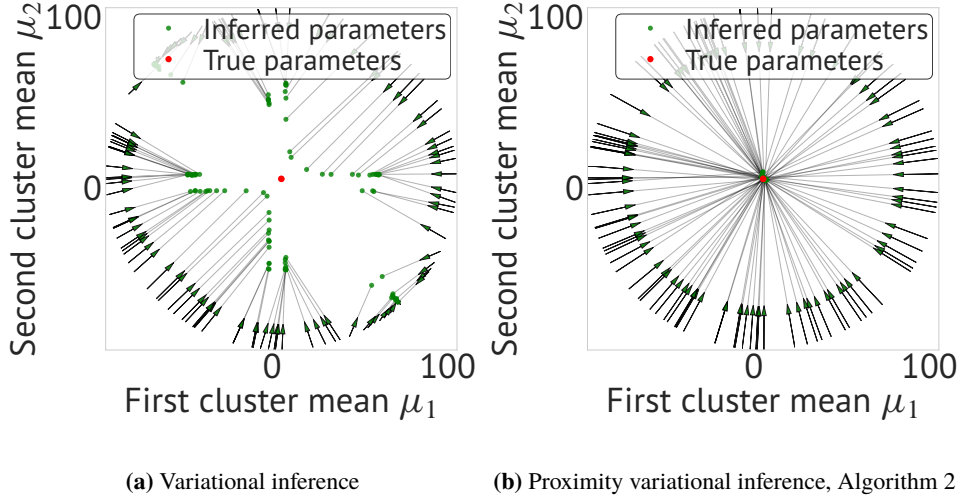 100
Second cluster mean μ2
Inferred parameters
True parameters
0
0
100
First cluster mean μ1
(a) Variational inference
100
Second cluster mean μ2
Inferred parameters
True parameters
0
0
100
First cluster mean μ1
(b) Proximity variational inference, Algorithm 2